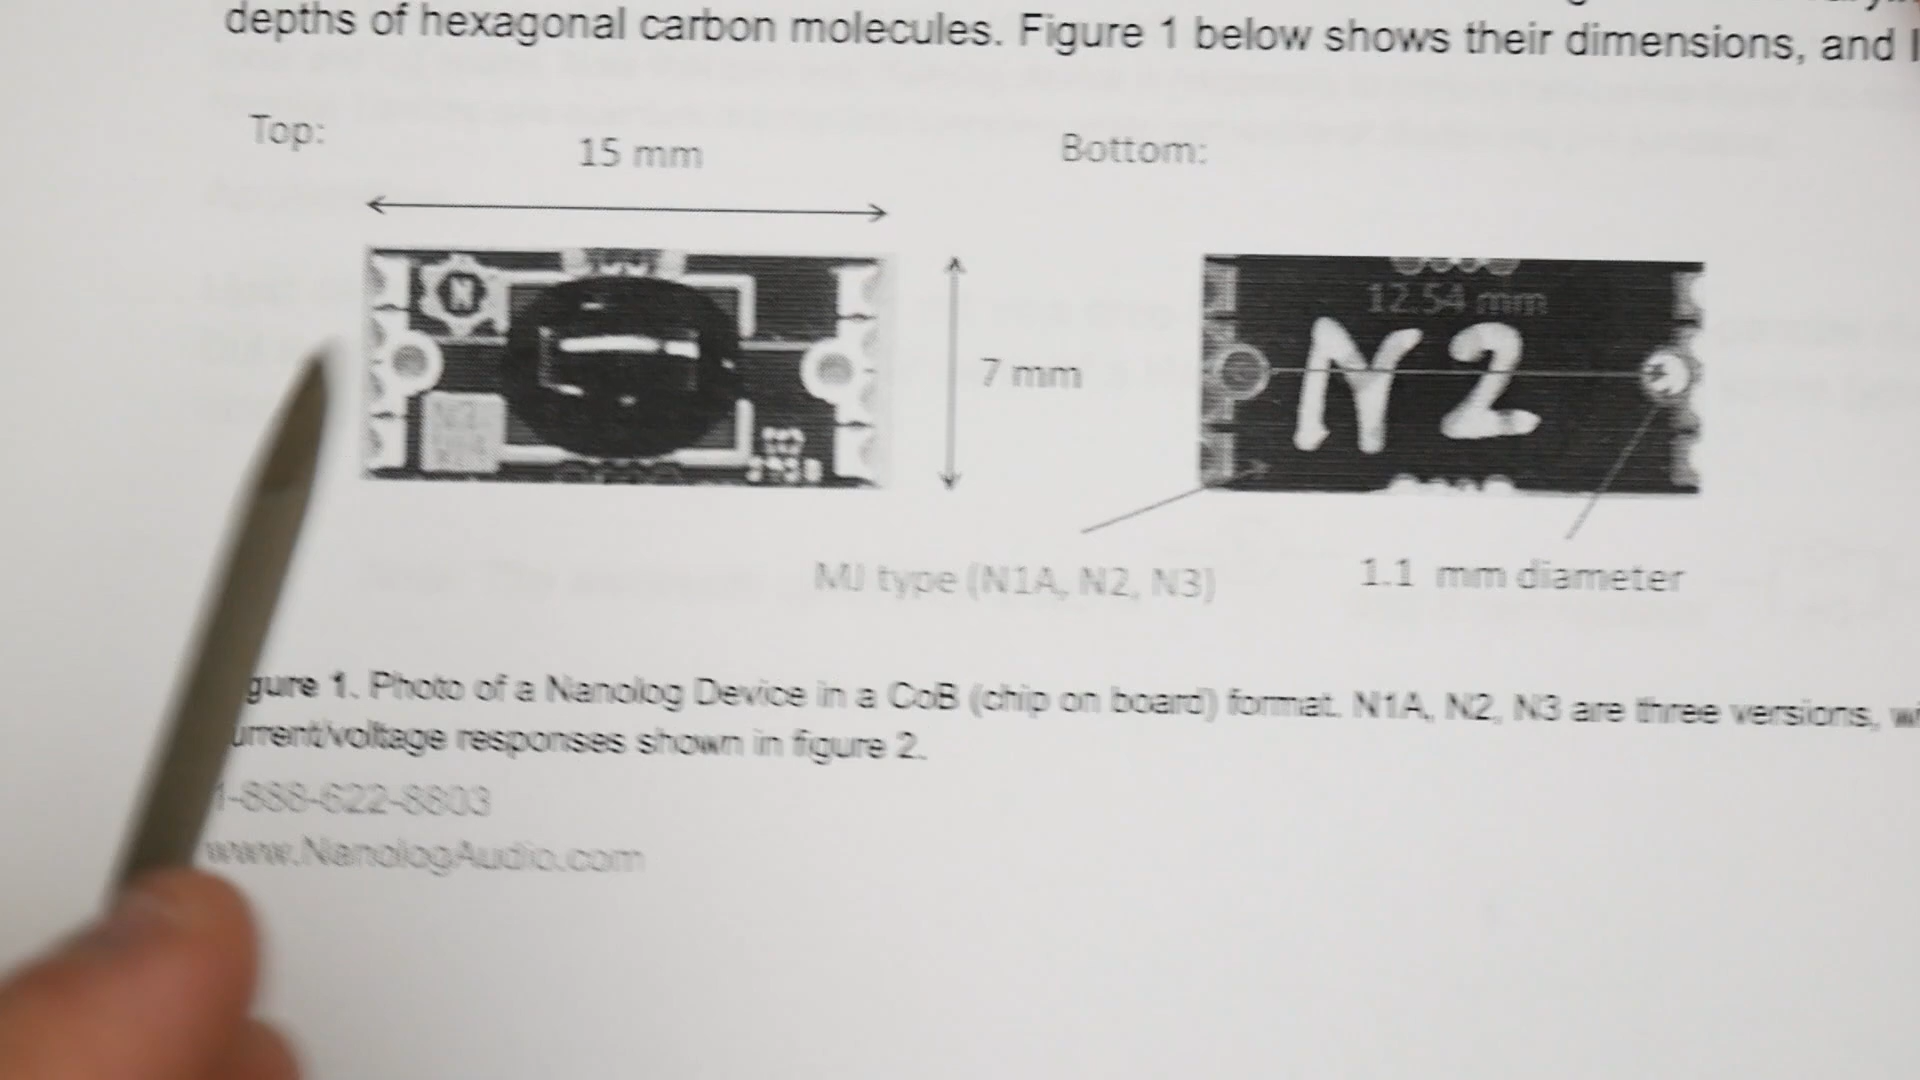 depths of hexagonal carbon molecules. Figure 1 below shows their dimensions, and
Top:
15 mm
Bottom:
N
12.54 mm
N2
7 mm
MJ type (N1A, N2, N3)
1.1 mm diameter
gure 1. Photo of a Nanolog Device in a CoB (chip on board) format. N1A, N2, N3 are three versions,
urrent/voltage responses shown in figure 2.
1-888-622-8803
www.NanologAudio.com